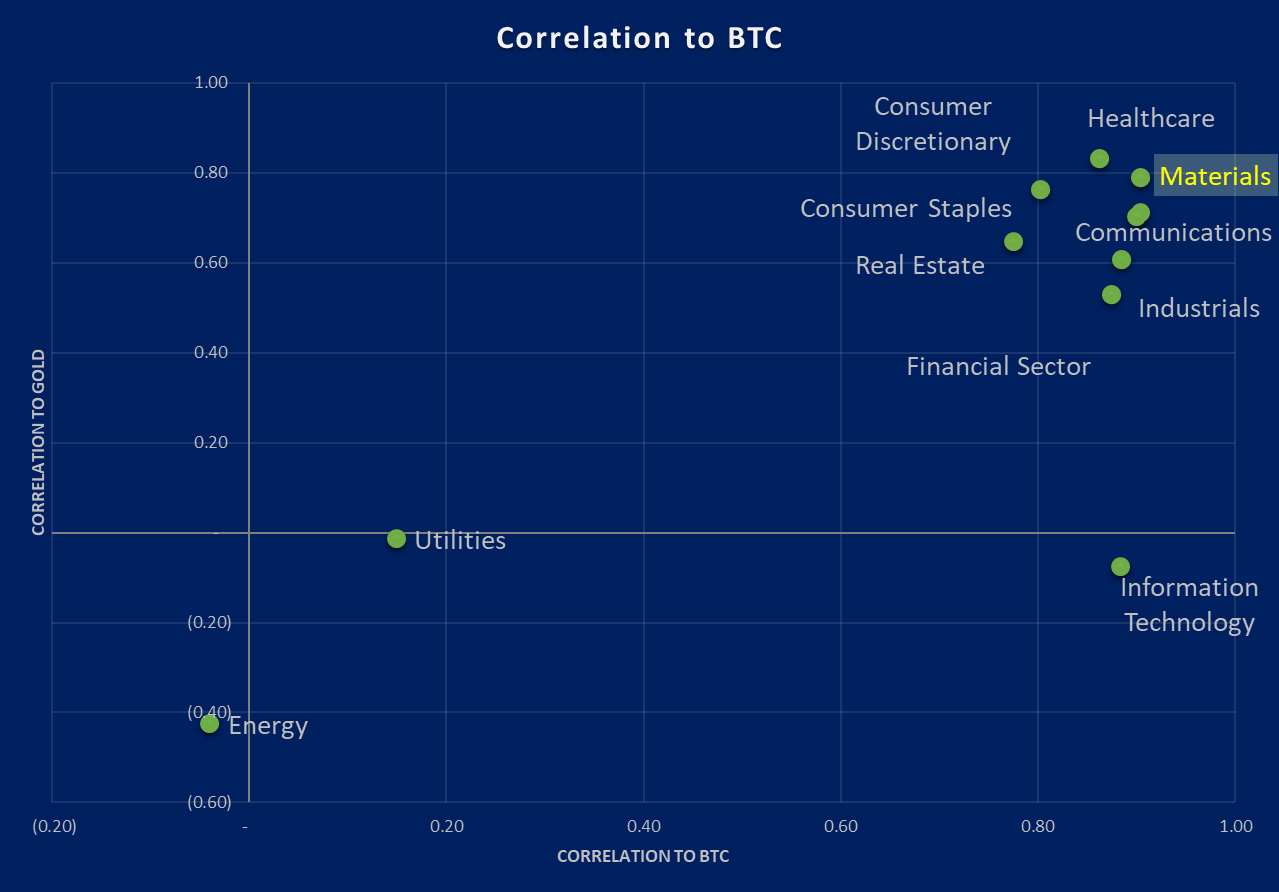 Correlation to BTC
1.00
Consumer
Discretionary
Healthcare
0.80
Materials
Consumer Staples
Communications
0.60
Real Estate
Industrials
0.40
Financial Sector
CORRELATION TO GOLD
0.20
-
Utilities
Information
Technology
(0.20)
(0.40)
Energy
(0.60)
(0.20)
-
0.20
0.40
0.60
0.80
1.00
CORRELATION TO BTC